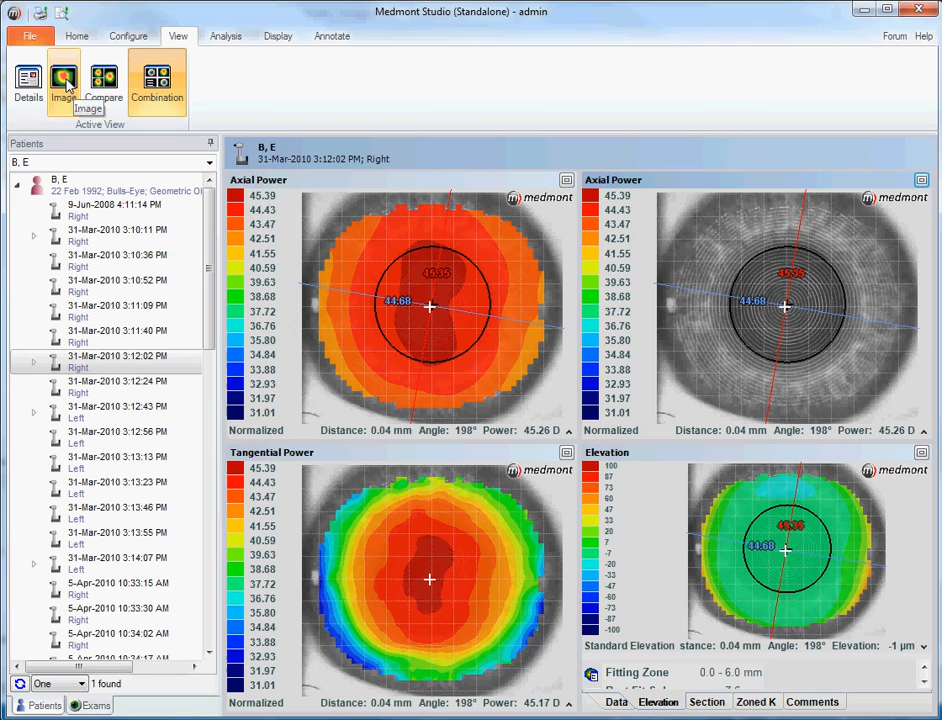 Medmont Studio (Standalone) - admin
File Home Configure View Analysis Display Annotate Forum Help
Details Image Compare Combination
Image
Active View
Patients
B, E
B, E
22 Feb 1992; Bulls-Eye; Geometric O
9-Jun-2008 4:11:14 PM
Right
31-Mar-2010 3:10:11 PM
Right
31-Mar-2010 3:10:36 PM
Right
31-Mar-2010 3:10:52 PM
Right
31-Mar-2010 3:11:09 PM
Right
31-Mar-2010 3:11:40 PM
Right
31-Mar-2010 3:12:02 PM
Right
31-Mar-2010 3:12:24 PM
Right
31-Mar-2010 3:12:43 PM
Left
31-Mar-2010 3:12:56 PM
Left
31-Mar-2010 3:13:13 PM
Left
31-Mar-2010 3:13:23 PM
Left
31-Mar-2010 3:13:46 PM
Left
31-Mar-2010 3:13:55 PM
Left
31-Mar-2010 3:14:07 PM
Left
5-Apr-2010 10:33:15 AM
Right
5-Apr-2010 10:33:30 AM
Right
5-Apr-2010 10:34:02 AM
Right
5-Apr-2010 10:34:17 AM
One 1 found
Patients Exams
B, E
31-Mar-2010 3:12:02 PM; Right
Axial Power
medmont
45.39
44.43
43.47
42.51
41.55
40.59
39.63
38.68
37.72
36.76
35.80
34.84
33.88
32.93
31.97
31.01
45.35
44.68
Normalized Distance: 0.04 mm Angle: 198° Power: 45.26 D
Axial Power
medmont
45.39
44.43
43.47
42.51
41.55
40.59
39.63
38.68
37.72
36.76
35.80
34.84
33.88
32.93
31.97
31.01
45.35
44.68
Normalized Distance: 0.04 mm Angle: 198° Power: 45.26 D
Tangential Power
medmont
45.39
44.43
43.47
42.51
41.55
40.59
39.63
38.68
37.72
36.76
35.80
34.84
33.88
32.93
31.97
31.01
Normalized Distance: 0.04 mm Angle: 198° Power: 45.17 D
Elevation
medmont
100
87
73
60
47
33
20
7
-7
-20
-33
-47
-60
-73
-87
-100
45.35
44.68
Standard Elevation stance: 0.04 mm Angle: 198° Elevation: -1 µm
Fitting Zone 0.0 - 6.0 mm
Data Elevation Section Zoned K Comments